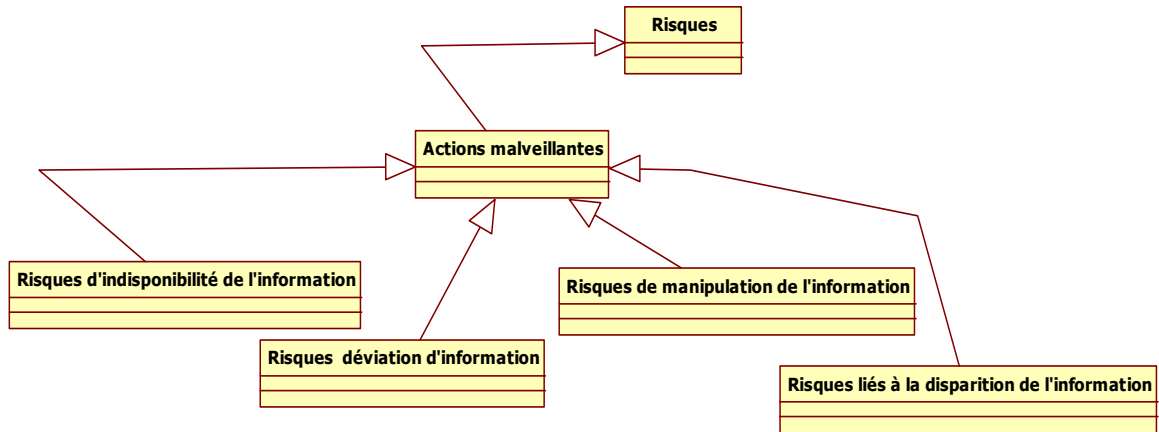 Risques
Actions malveillantes
Risques d'indisponibilité de l'information
Risques de manipulation de l'information
Risques  déviation d'information
Risques liés à la disparition de l'information